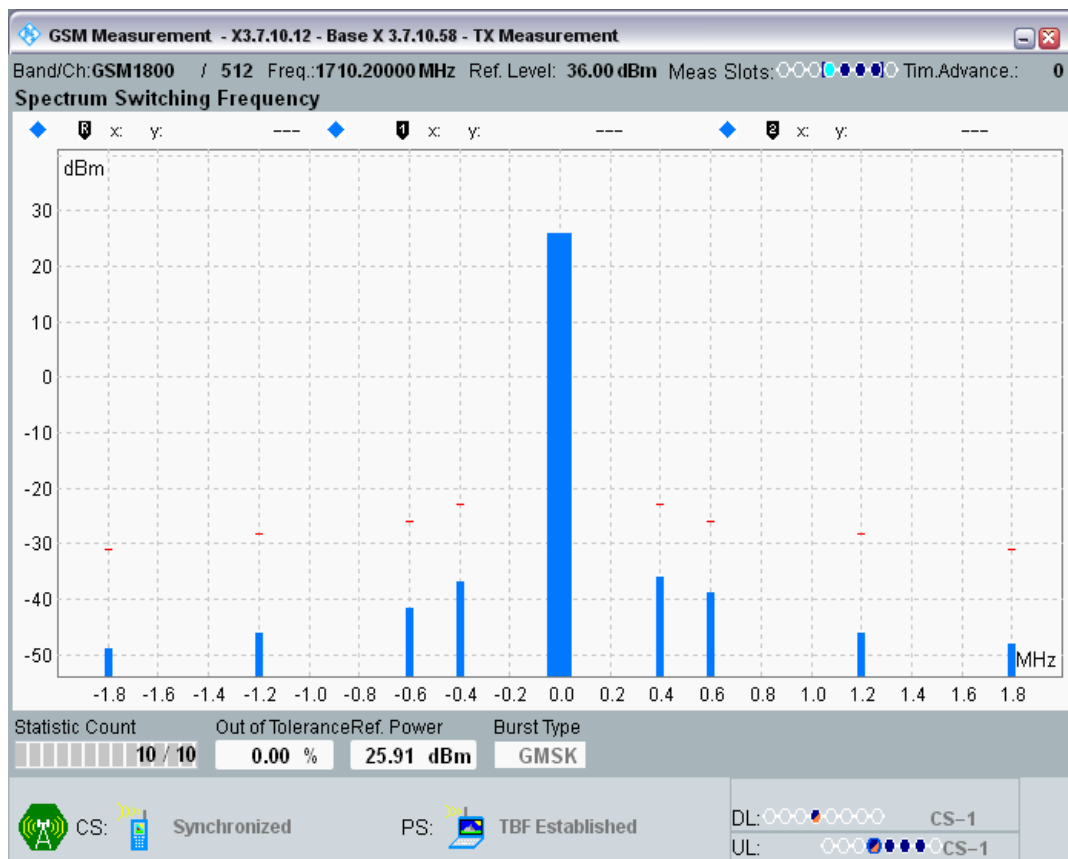 GSM Measurement - X3.7.10.12 - Base X 3.7.10.58 - TX Measurement
Band/Ch:GSM1800 / 512 Freq.:1710.20000 MHz Ref. Level: 36.00 dBm Meas Slots: Tim.Advance.: 0
Spectrum Switching Frequency
R x: y: --- 1 x: y: --- 2 x: y: ---
dBm
30
20
10
0
-10
-20
-30
-40
-50
MHz
-1.8 -1.6 -1.4 -1.2 -1.0 -0.8 -0.6 -0.4 -0.2 0.0 0.2 0.4 0.6 0.8 1.0 1.2 1.4 1.6 1.8
Statistic Count Out of Tolerance Ref. Power Burst Type
10 / 10 0.00 % 25.91 dBm GMSK
CS: Synchronized PS: TBF Established DL: CS-1
UL: CS-1